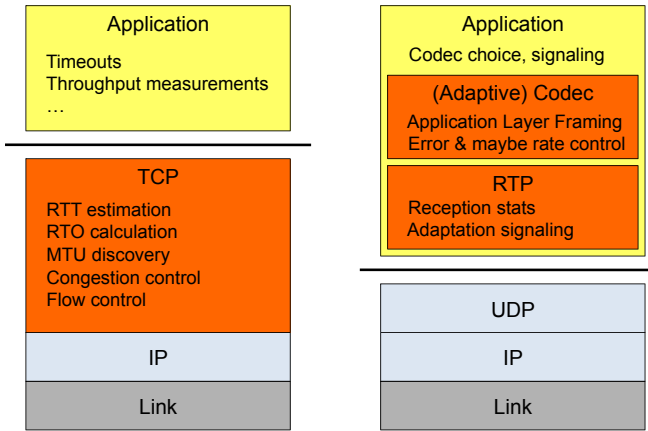 Application
Timeouts
Throughput measurements
…
TCP
RTT estimation
RTO calculation
MTU discovery
Congestion control
Flow control
IP
Link
Application
Codec choice, signaling
(Adaptive) Codec
Application Layer Framing
Error & maybe rate control
RTP
Reception stats
Adaptation signaling
UDP
IP
Link